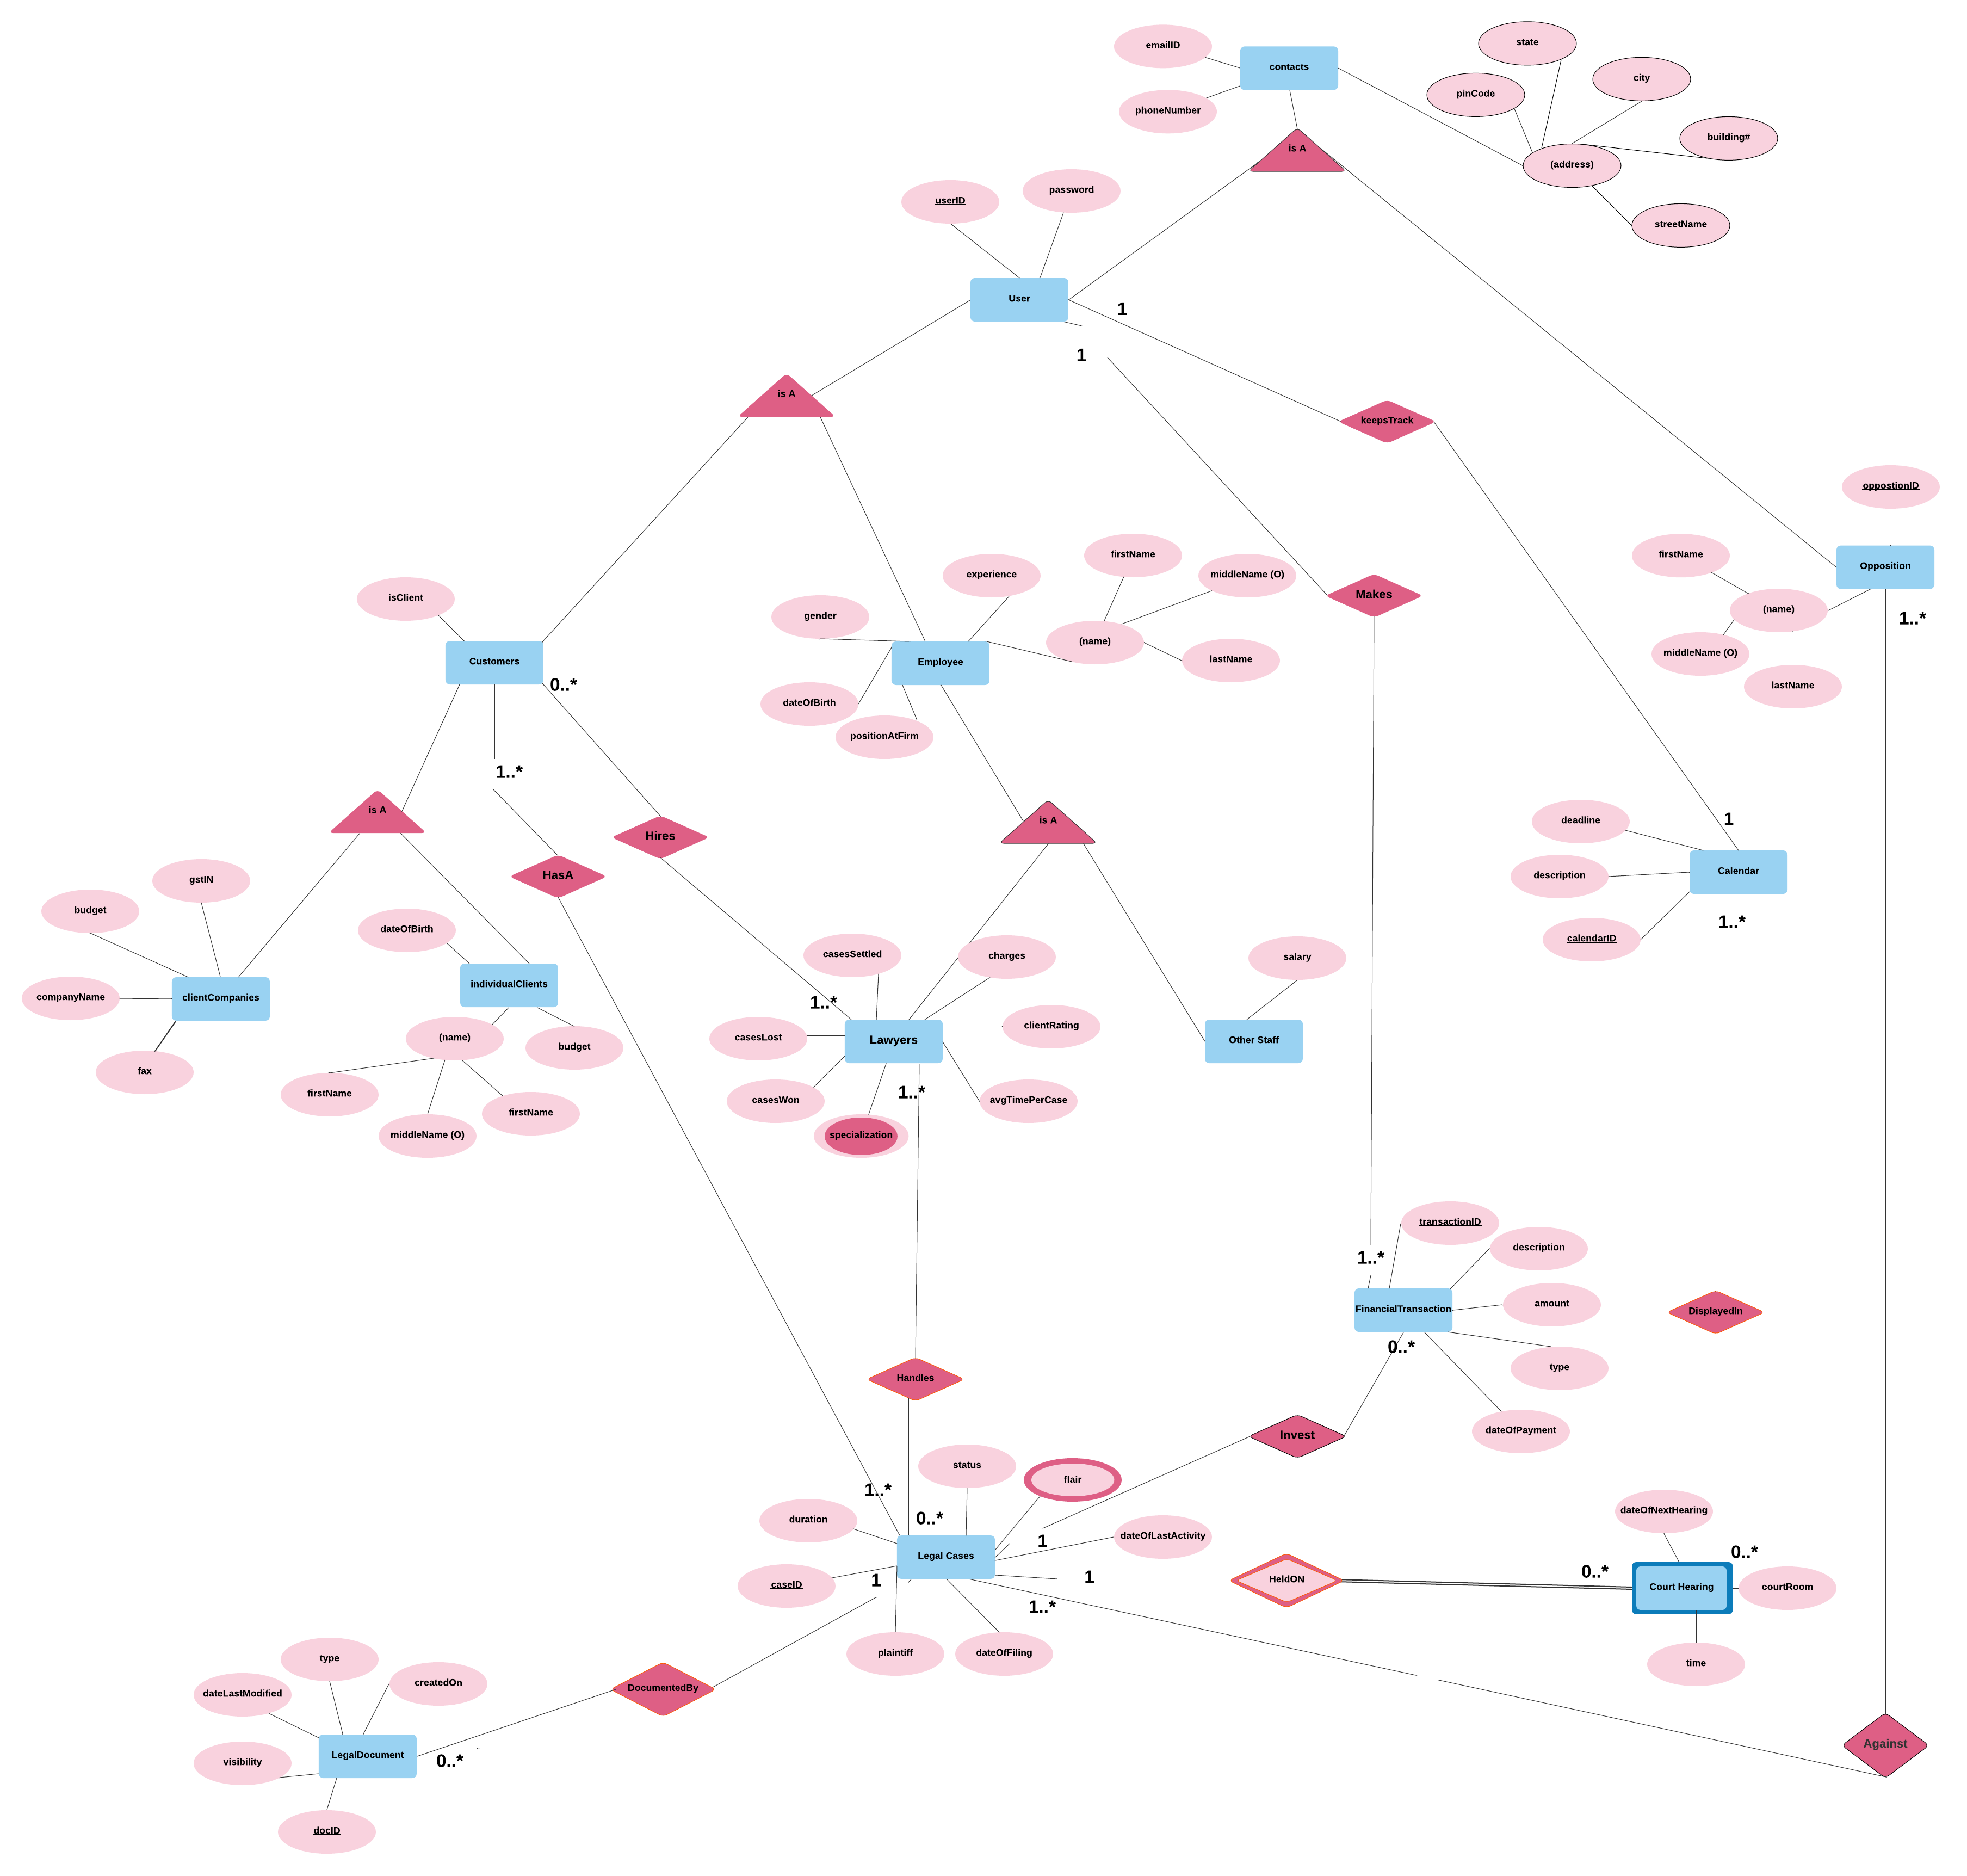 state
emailID
contacts
city
pinCode
phoneNumber
building#
is A
(address)
userID
password
streetName
User
1
1
is A
keepsTrack
oppostionID
firstName
Opposition
experience
middleName (O)
firstName
isClient
Makes
gender
(name)
1..*
(name)
Customers
Employee
lastName
middleName (O)
0..*
dateOfBirth
lastName
positionAtFirm
1..*
is A
Hires
is A
deadline
1
HasA
Calendar
description
gstIN
budget
dateOfBirth
1..*
calendarID
casesSettled
charges
salary
individualClients
companyName
clientCompanies
1..*
clientRating
(name)
casesLost
Lawyers
Other Staff
budget
fax
firstName
casesWon
1..*
avgTimePerCase
firstName
middleName (O)
specialization
transactionID
description
1..*
amount
FinancialTransaction
DisplayedIn
0..*
type
Handles
dateOfPayment
Invest
status
flair
1..*
duration
0..*
dateOfNextHearing
dateOfLastActivity
1
0..*
Legal Cases
1
1
0..*
HeldON
caseID
Court Hearing
courtRoom
1..*
plaintiff
dateOfFiling
type
time
createdOn
DocumentedBy
dateLastModified
Against
LegalDocument
0..*
visibility
docID